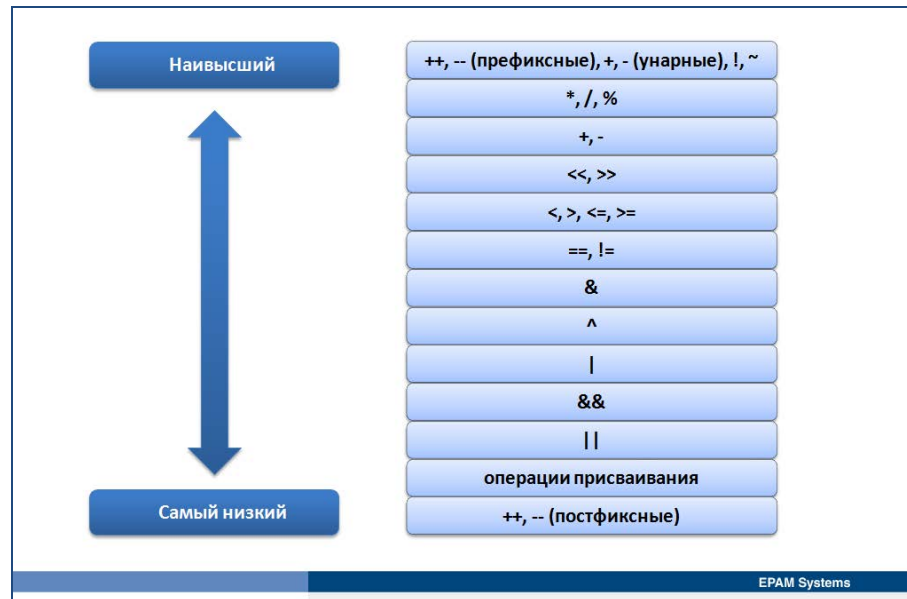 Наивысший
++, -- (префиксные), +, - (унарные), !, ~
*, /, %
+, -
<<, >>
<, >, <=, >=
==, !=
&
^
|
&&
||
операции присваивания
Самый низкий
++, -- (постфиксные)
EPAM Systems